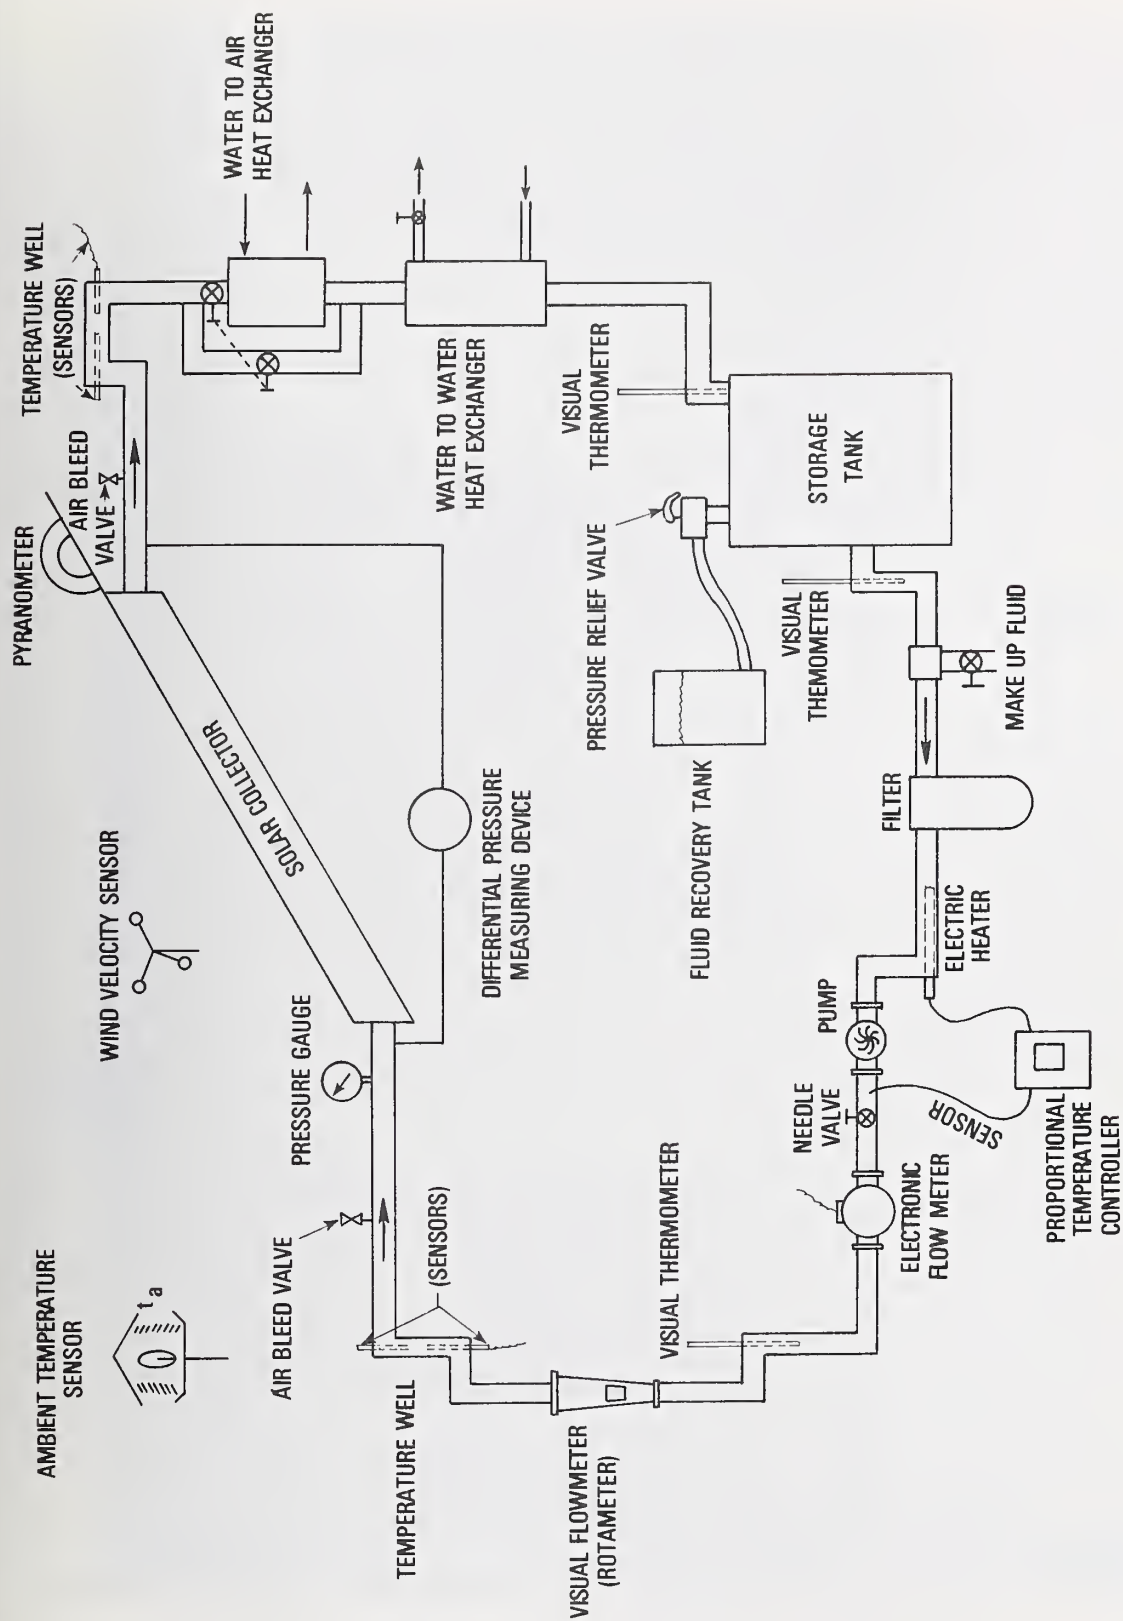 AMBIENT TEMPERATURE
SENSOR
t a
WIND VELOCITY SENSOR
PYRANOMETER
AIR BLEED
VALVE
TEMPERATURE WELL
(SENSORS)
WATER TO AIR
HEAT EXCHANGER
SOLAR COLLECTOR
AIR BLEED VALVE
PRESSURE GAUGE
(SENSORS)
TEMPERATURE WELL
DIFFERENTIAL PRESSURE
MEASURING DEVICE
WATER TO WATER
HEAT EXCHANGER
VISUAL
THERMOMETER
PRESSURE RELIEF VALVE
STORAGE
TANK
FLUID RECOVERY TANK
VISUAL
THEMOMETER
MAKE UP FLUID
FILTER
ELECTRIC
HEATER
PUMP
NEEDLE
VALVE
SENSOR
PROPORTIONAL
TEMPERATURE
CONTROLLER
ELECTRONIC
FLOW METER
VISUAL THERMOMETER
VISUAL FLOWMETER
(ROTAMETER)